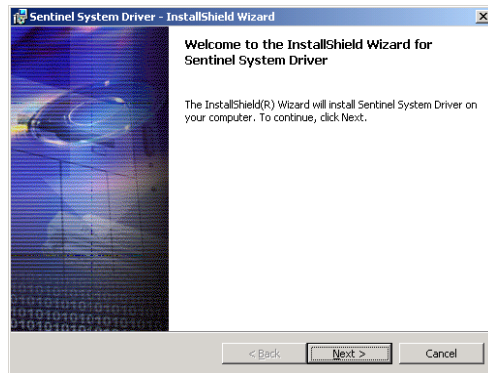 Sentinel System Driver - InstallShield Wizard
Welcome to the InstallShield Wizard for
Sentinel System Driver
The InstallShield(R) Wizard will install Sentinel System Driver on
your computer. To continue, click Next.
< Back
Next >
Cancel